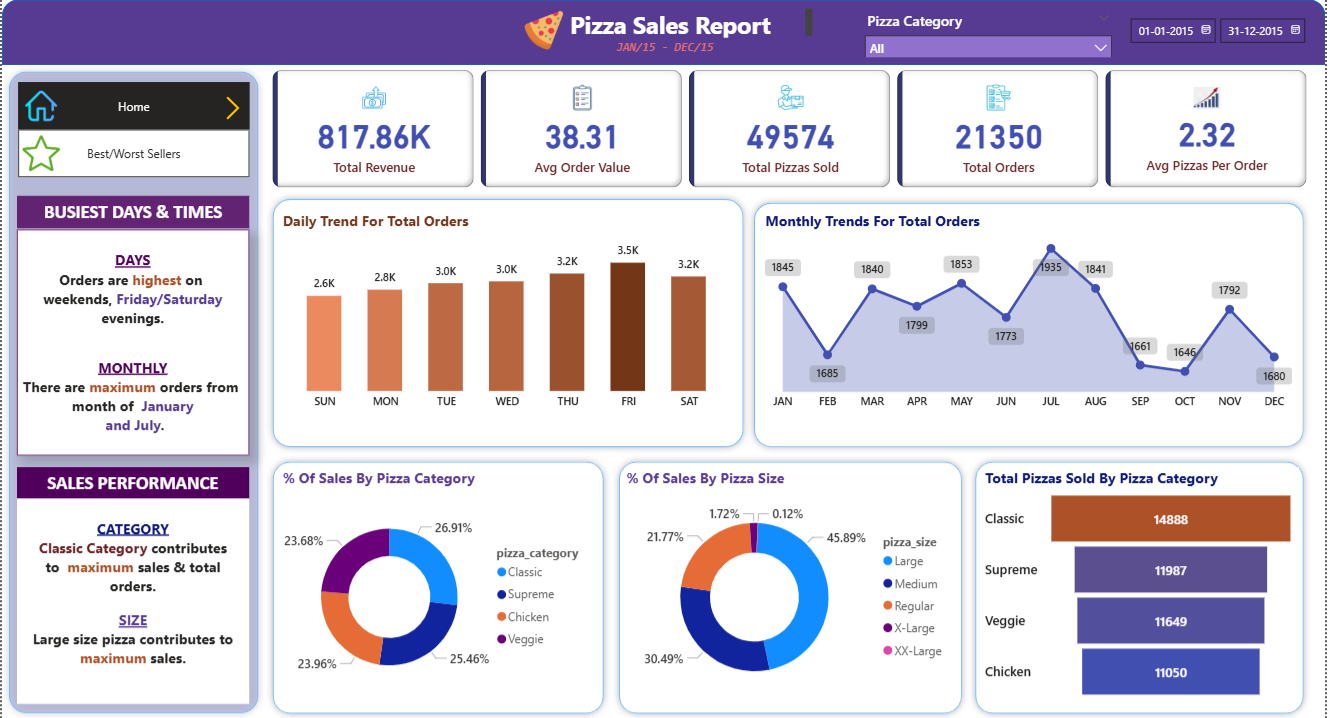 Pizza Sales Report
JAN/15 - DEC/15
Pizza Category
All
01-01-2015
31-12-2015
Home
Best/Worst Sellers
BUSIEST DAYS & TIMES
DAYS
Orders are highest on
weekends, Friday/Saturday
evenings.
MONTHLY
There are maximum orders from
month of January
and July.
SALES PERFORMANCE
CATEGORY
Classic Category contributes
to maximum sales & total
orders.
SIZE
Large size pizza contributes to
maximum sales.
817.86K
Total Revenue
38.31
Avg Order Value
49574
Total Pizzas Sold
21350
Total Orders
2.32
Avg Pizzas Per Order
Daily Trend For Total Orders
2.6K
2.8K
3.0K
3.0K
3.2K
3.5K
3.2K
SUN
MON
TUE
WED
THU
FRI
SAT
Monthly Trends For Total Orders
1845
1685
1840
1799
1853
1773
1935
1841
1661
1646
1792
1680
JAN
FEB
MAR
APR
MAY
JUN
JUL
AUG
SEP
OCT
NOV
DEC
% Of Sales By Pizza Category
26.91%
25.46%
23.96%
23.68%
pizza_category
Classic
Supreme
Chicken
Veggie
% Of Sales By Pizza Size
45.89%
30.49%
21.77%
1.72%
0.12%
pizza_size
Large
Medium
Regular
X-Large
XX-Large
Total Pizzas Sold By Pizza Category
Classic
14888
Supreme
11987
Veggie
11649
Chicken
11050